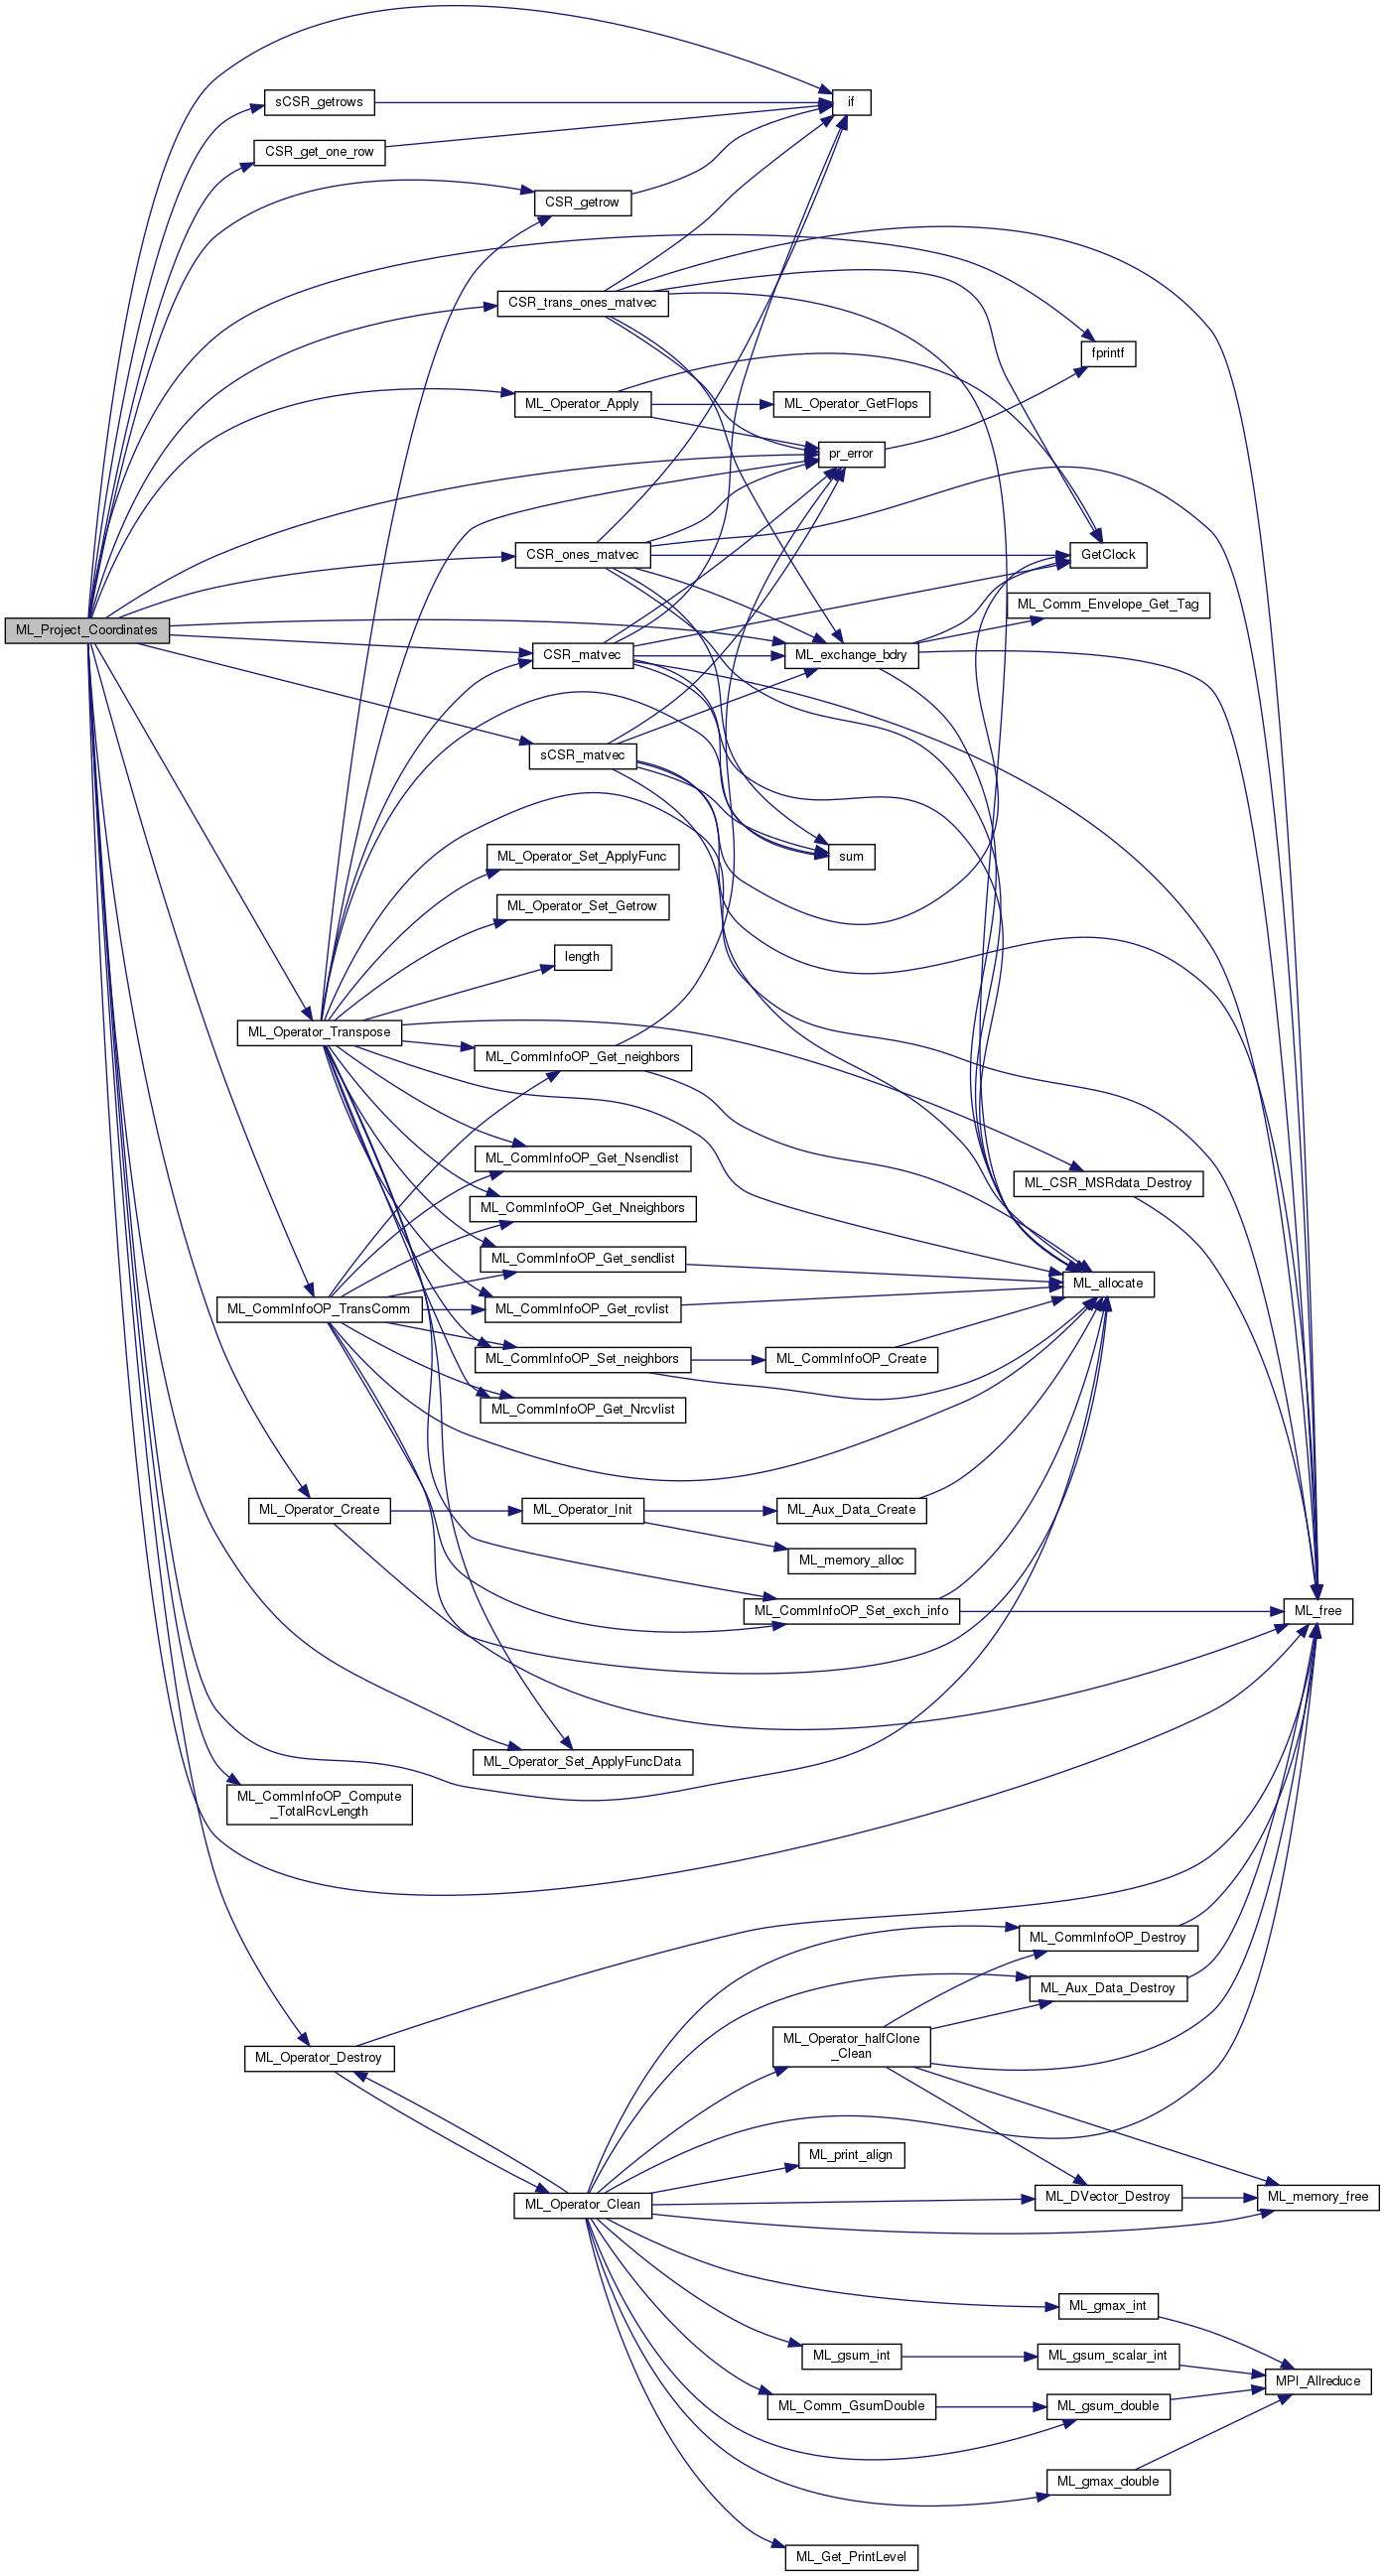 if
sCSR_getrows
CSR_get_one_row
CSR_getrow
CSR_trans_ones_matvec
fprintf
ML_Operator_Apply
ML_Operator_GetFlops
pr_error
CSR_ones_matvec
GetClock
ML_Comm_Envelope_Get_Tag
ML_Project_Coordinates
CSR_matvec
ML_exchange_bdry
sCSR_matvec
ML_Operator_Set_ApplyFunc
sum
ML_Operator_Set_Getrow
length
ML_Operator_Transpose
ML_CommInfoOP_Get_neighbors
ML_CommInfoOP_Get_Nsendlist
ML_CSR_MSRdata_Destroy
ML_CommInfoOP_Get_Nneighbors
ML_CommInfoOP_Get_sendlist
ML_allocate
ML_CommInfoOP_TransComm
ML_CommInfoOP_Get_rcvlist
ML_CommInfoOP_Set_neighbors
ML_CommInfoOP_Create
ML_CommInfoOP_Get_Nrcvlist
ML_Operator_Create
ML_Operator_Init
ML_Aux_Data_Create
ML_memory_alloc
ML_CommInfoOP_Set_exch_info
ML_free
ML_Operator_Set_ApplyFuncData
ML_CommInfoOP_Compute
_TotalRcvLength
ML_CommInfoOP_Destroy
ML_Aux_Data_Destroy
ML_Operator_halfClone
_Clean
ML_Operator_Destroy
ML_print_align
ML_Operator_Clean
ML_DVector_Destroy
ML_memory_free
ML_gmax_int
ML_gsum_int
ML_gsum_scalar_int
MPI_Allreduce
ML_Comm_GsumDouble
ML_gsum_double
ML_gmax_double
ML_Get_PrintLevel